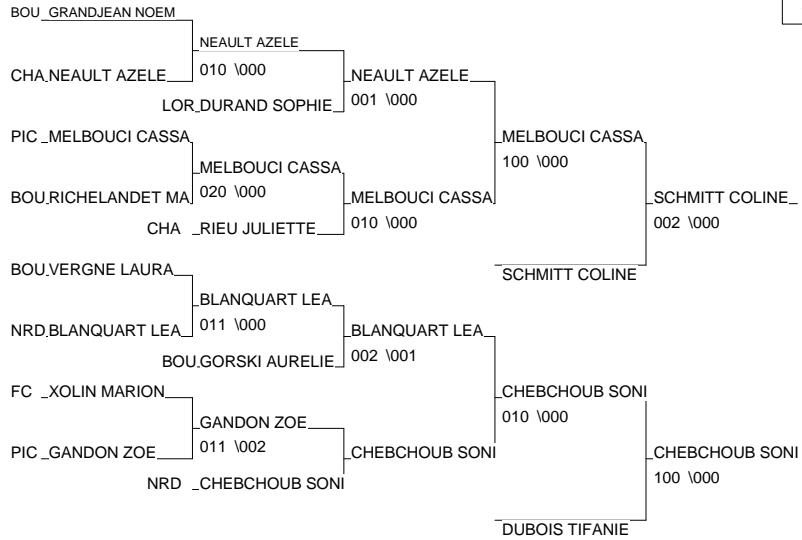 BOU GRANDJEAN NOEM
NEAULT AZELE
010 \000
CHA NEAULT AZELE
NEAULT AZELE
001 \000
LOR DURAND SOPHIE
PIC MELBOUCI CASSA
MELBOUCI CASSA
100 \000
MELBOUCI CASSA
020 \000
BOU RICHELANDET MA
MELBOUCI CASSA
010 \000
SCHMITT COLINE
002 \000
CHA RIEU JULIETTE
BOU VERGNE LAURA
SCHMITT COLINE
BLANQUART LEA
011 \000
NRD BLANQUART LEA
BLANQUART LEA
002 \001
BOU GORSKI AURELIE
FC XOLIN MARION
CHEBCHOUB SONI
010 \000
GANDON ZOE
011 \002
PIC GANDON ZOE
CHEBCHOUB SONI
CHEBCHOUB SONI
100 \000
NRD CHEBCHOUB SONI
DUBOIS TIFANIE